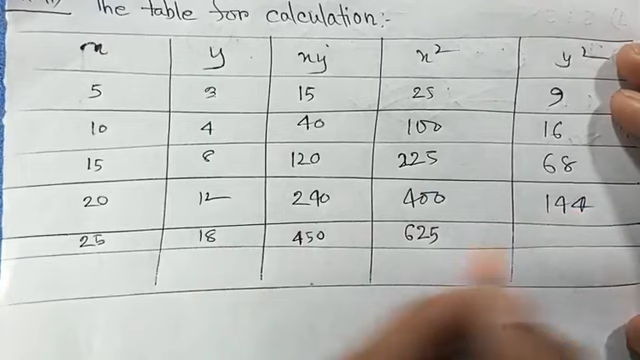 The table for calculation:-
x y xy x² y²
5 3 15 25 9
10 4 40 100 16
15 8 120 225 68
20 12 240 400 144
25 18 450 625